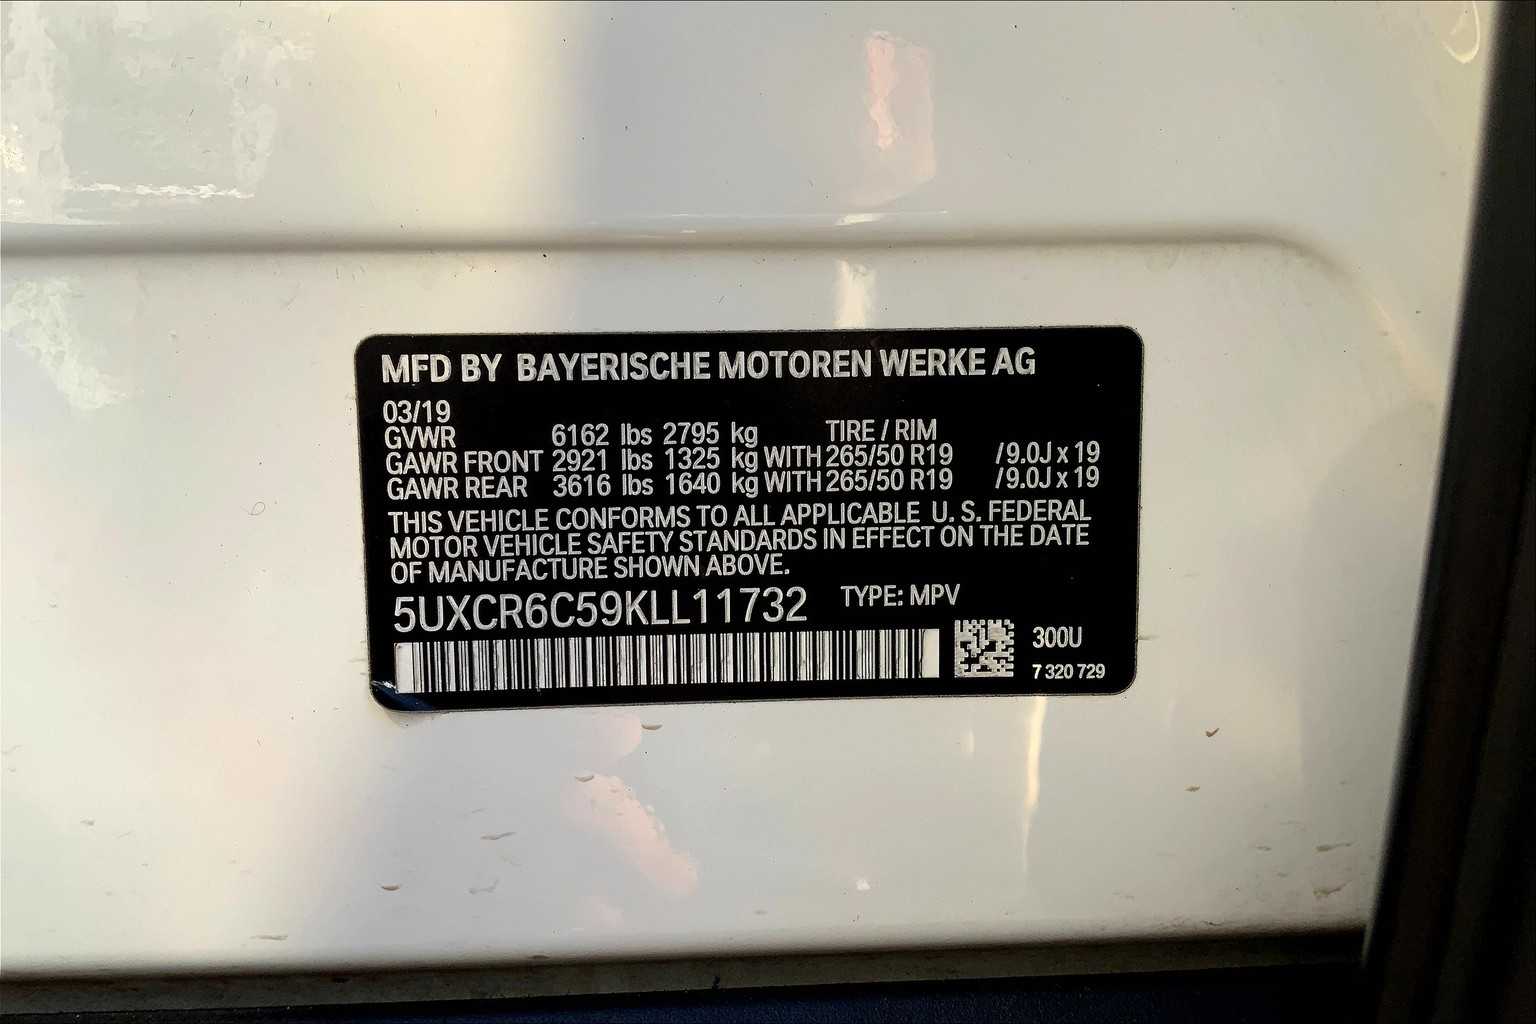 MFD BY BAYERISCHE MOTOREN WERKE AG
03/19
GVWR 6162 lbs 2795 kg TIRE / RIM
GAWR FRONT 2921 lbs 1325 kg WITH 265/50 R19 /9.0J x 19
GAWR REAR 3616 lbs 1640 kg WITH 265/50 R19 /9.0J x 19
THIS VEHICLE CONFORMS TO ALL APPLICABLE U. S. FEDERAL
MOTOR VEHICLE SAFETY STANDARDS IN EFFECT ON THE DATE
OF MANUFACTURE SHOWN ABOVE.
5UXCR6C59KLL11732 TYPE: MPV
300U
7 320 729